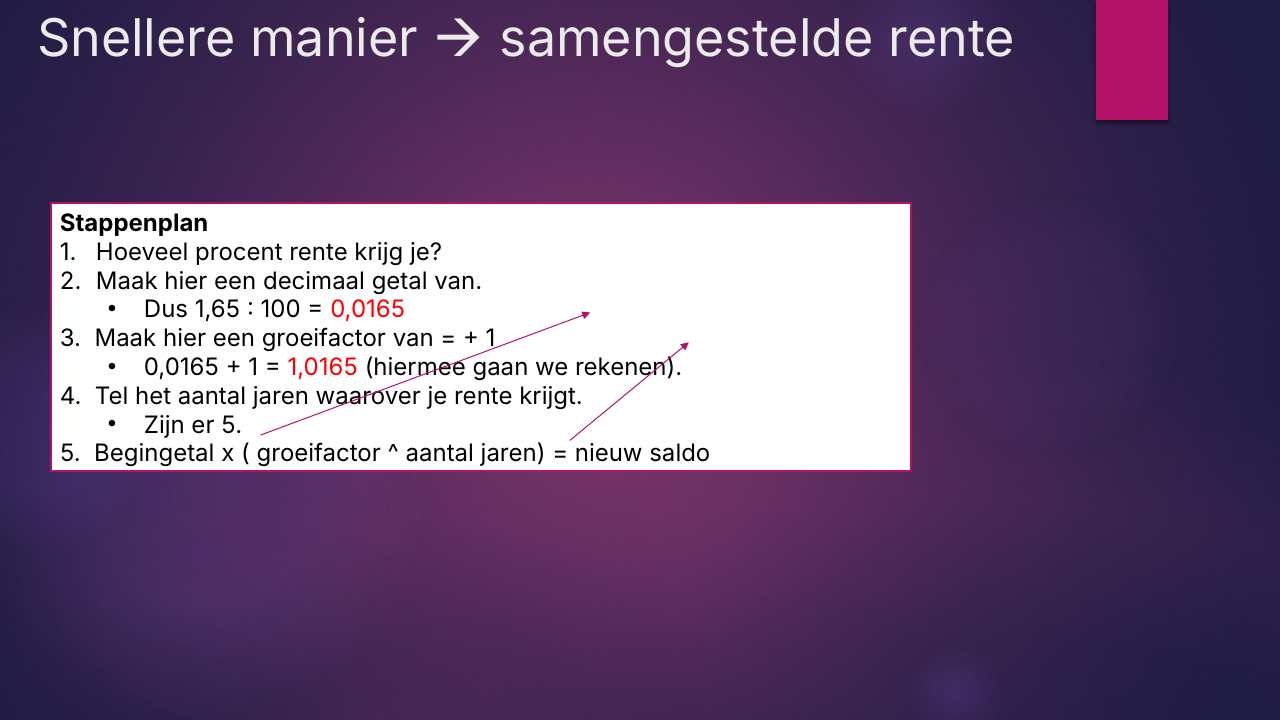 Snellere manier → samengestelde rente
Stappenplan
1. Hoeveel procent rente krijg je?
2. Maak hier een decimaal getal van.
• Dus 1,65 : 100 = 0,0165
3. Maak hier een groeifactor van = + 1
• 0,0165 + 1 = 1,0165 (hiermee gaan we rekenen).
4. Tel het aantal jaren waarover je rente krijgt.
• Zijn er 5.
5. Begingetal x ( groeifactor ^ aantal jaren) = nieuw saldo